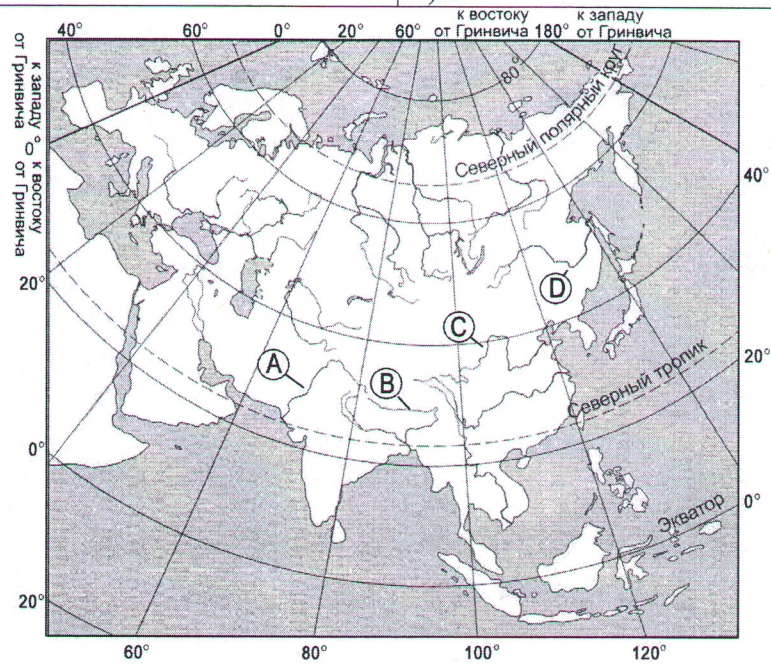 к востоку от Гринвича
к западу от Гринвича
40° 60° 0° 20° 60° 180°
к западу от Гринвича
0°
к востоку от Гринвича
20°
0°
20°
80°
Северный полярный круг
40°
20°
0°
Северный тропик
Экватор
A
B
C
D
60° 80° 100° 120°